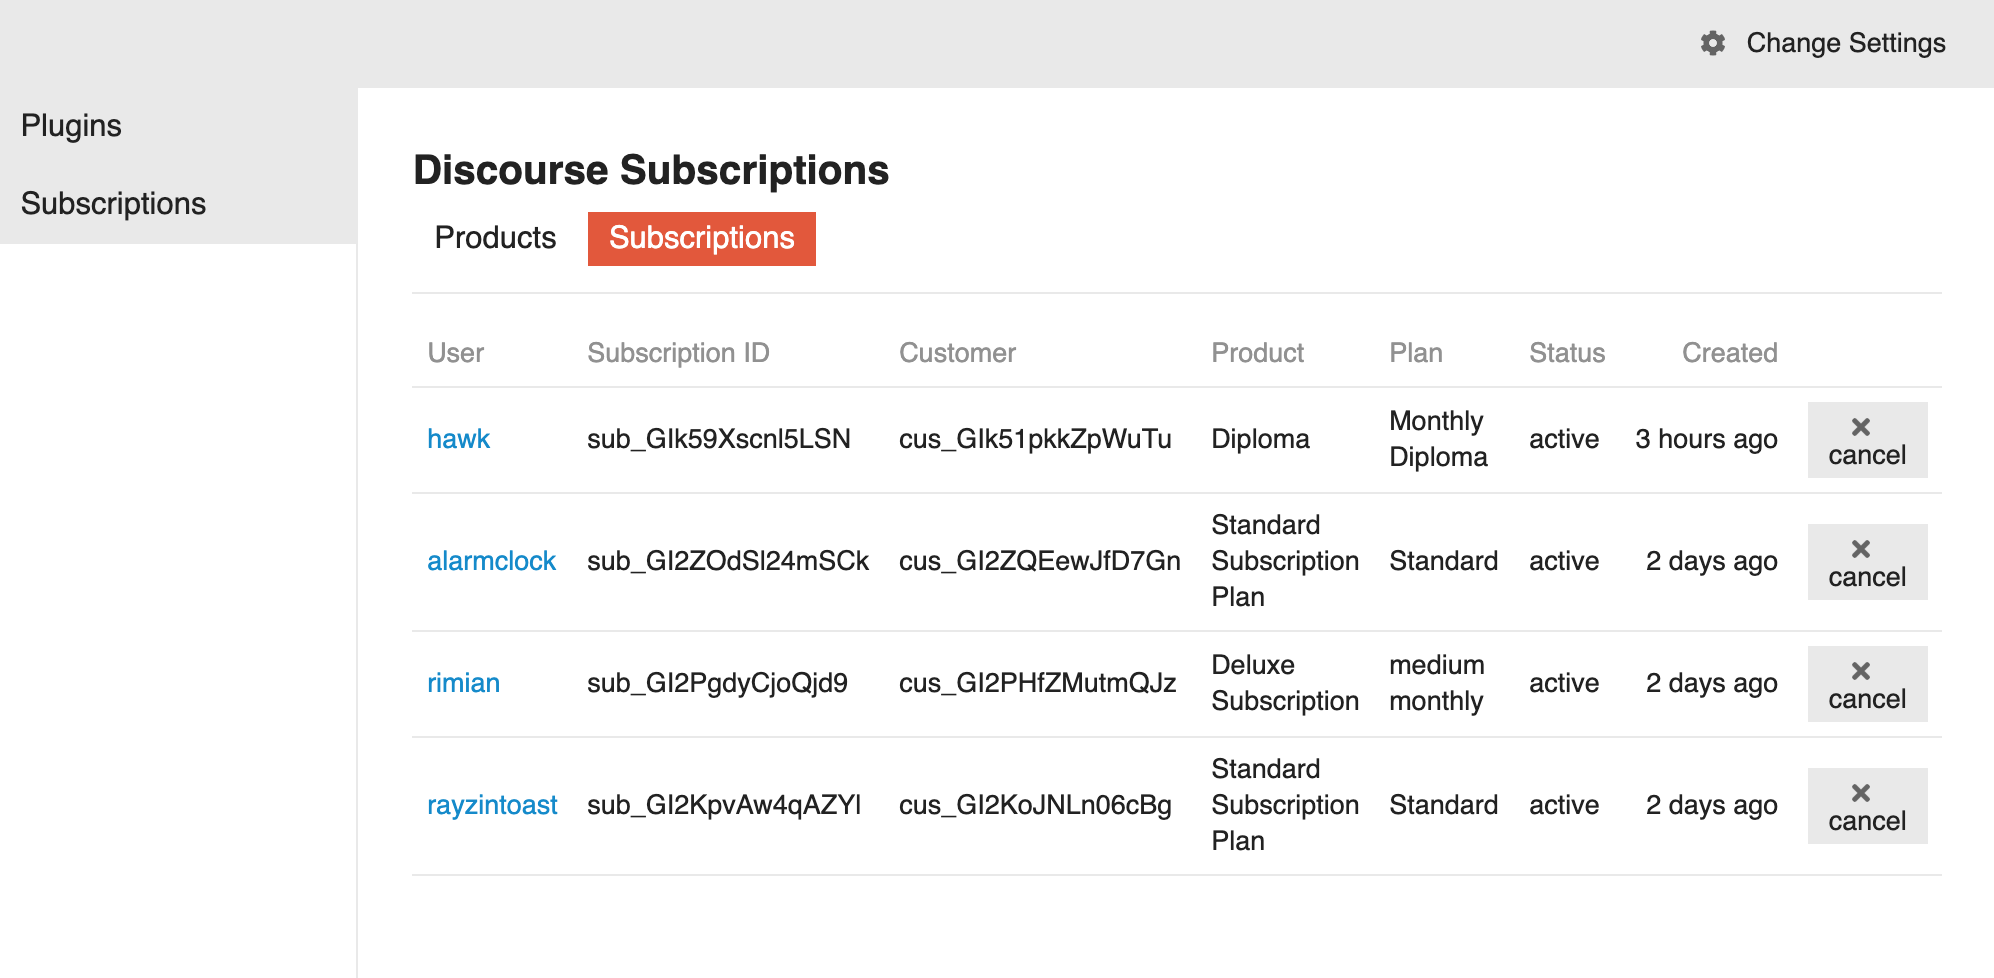 Change Settings
Plugins
Subscriptions
Discourse Subscriptions
Products Subscriptions
User Subscription ID Customer Product Plan Status Created
hawk sub_GIk59Xscnl5LSN cus_GIk51pkkZpWuTu Diploma Monthly Diploma active 3 hours ago cancel
alarmclock sub_GI2ZOdSl24mSCk cus_GI2ZQEewJfD7Gn Standard Subscription Plan Standard active 2 days ago cancel
rimian sub_GI2PgdyCjoQjd9 cus_GI2PHfZMutmQJz Deluxe Subscription medium monthly active 2 days ago cancel
rayzintoast sub_GI2KpvAw4qAZYl cus_GI2KoJNLn06cBg Standard Subscription Plan Standard active 2 days ago cancel